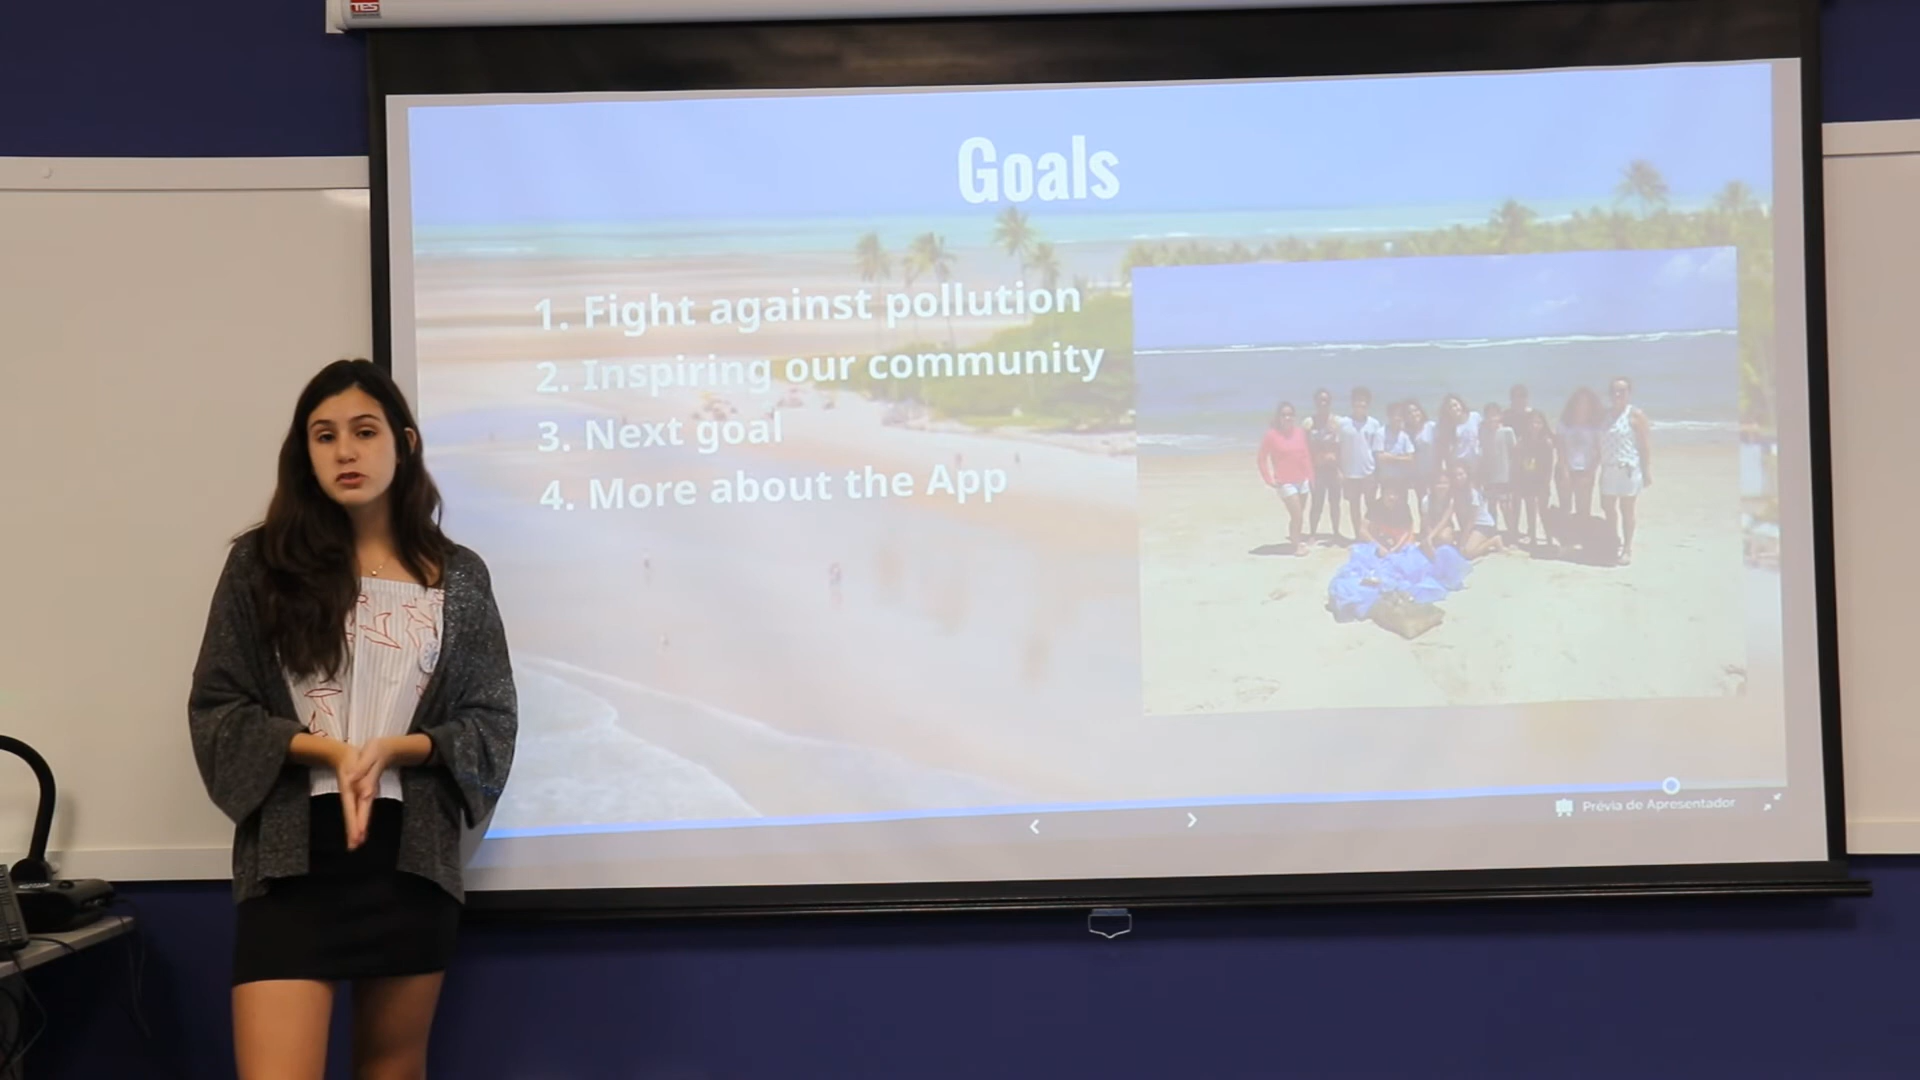 TES
Goals
1. Fight against pollution
2. Inspiring our community
3. Next goal
4. More about the App
Prévia de Apresentador